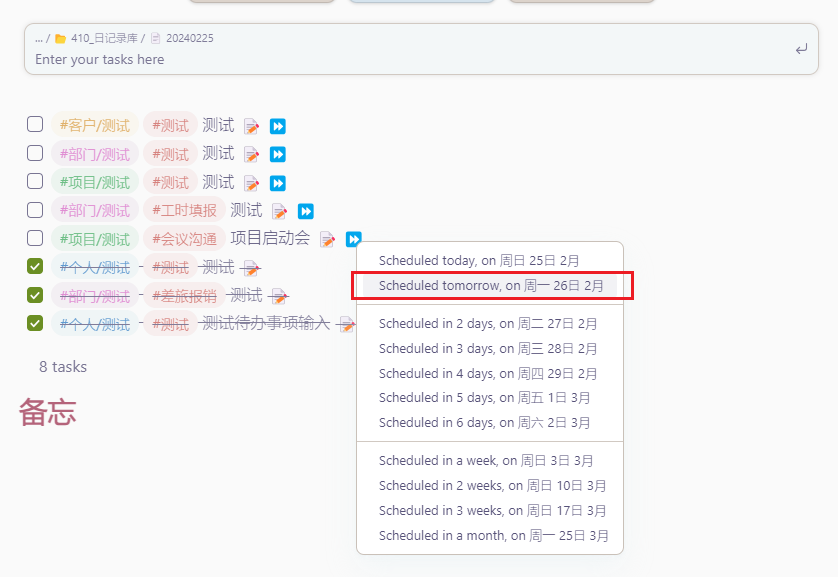 ... / 📂 410_日记录库 / 📄 20240225
Enter your tasks here
#客户/测试 #测试 测试 📝 ⏩
#部门/测试 #测试 测试 📝 ⏩
#项目/测试 #测试 测试 📝 ⏩
#部门/测试 #工时填报 测试 📝 ⏩
#项目/测试 #会议沟通 项目启动会 📝 ⏩
#个人/测试 #测试 测试 📝
#部门/测试 #差旅报销 测试 📝
#个人/测试 #测试 测试待办事项输入 📝
8 tasks
备忘
Scheduled today, on 周日 25日 2月
Scheduled tomorrow, on 周一 26日 2月
Scheduled in 2 days, on 周二 27日 2月
Scheduled in 3 days, on 周三 28日 2月
Scheduled in 4 days, on 周四 29日 2月
Scheduled in 5 days, on 周五 1日 3月
Scheduled in 6 days, on 周六 2日 3月
Scheduled in a week, on 周日 3日 3月
Scheduled in 2 weeks, on 周日 10日 3月
Scheduled in 3 weeks, on 周日 17日 3月
Scheduled in a month, on 周一 25日 3月